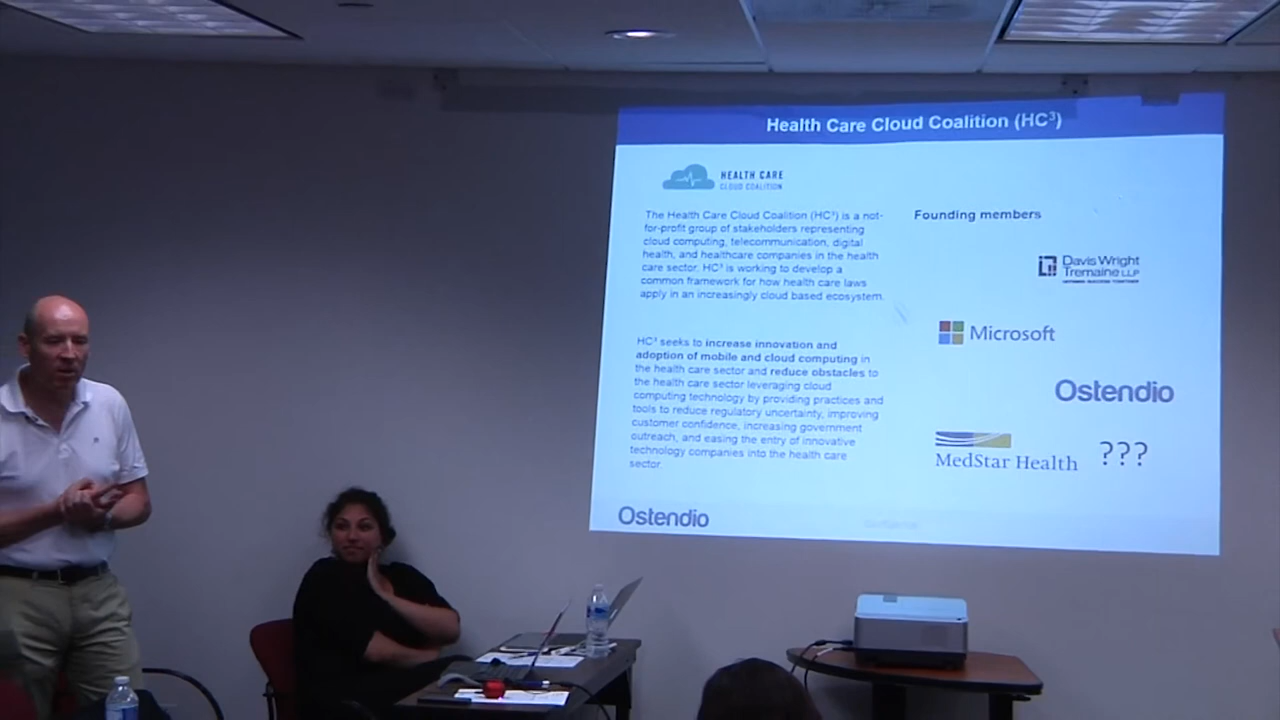 Health Care Cloud Coalition (HC³)
HEALTH CARE
CLOUD COALITION
The Health Care Cloud Coalition (HC³) is a not-
for-profit group of stakeholders representing
cloud computing, telecommunication, digital
health, and healthcare companies in the health
care sector. HC³ is working to develop a
common framework for how health care laws
apply in an increasingly cloud based ecosystem.
HC³ seeks to increase innovation and
adoption of mobile and cloud computing in
the health care sector and reduce obstacles to
the health care sector leveraging cloud
computing technology by providing practices and
tools to reduce regulatory uncertainty, improving
customer confidence, increasing government
outreach, and easing the entry of innovative
technology companies into the health care
sector.
Founding members
Davis Wright
Tremaine LLP
DEFINING SUCCESS TOGETHER
Microsoft
Ostendio
MedStar Health
???
Ostendio